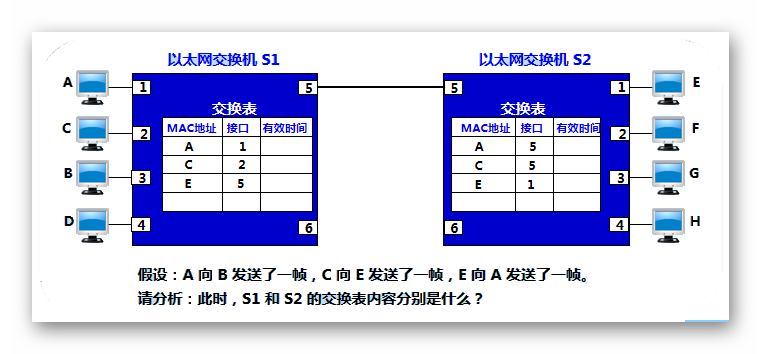 以太网交换机 S1 以太网交换机 S2
A 1 5 5 1 E
交换表 交换表
MAC地址 接口 有效时间 MAC地址 接口 有效时间
C 2 A 1 A 5 2 F
C 2 C 5
B 3 E 5 E 1 3 G
D 4 6 6 4 H
假设：A 向 B 发送了一帧，C 向 E 发送了一帧，E 向 A 发送了一帧。
请分析：此时，S1 和 S2 的交换表内容分别是什么？